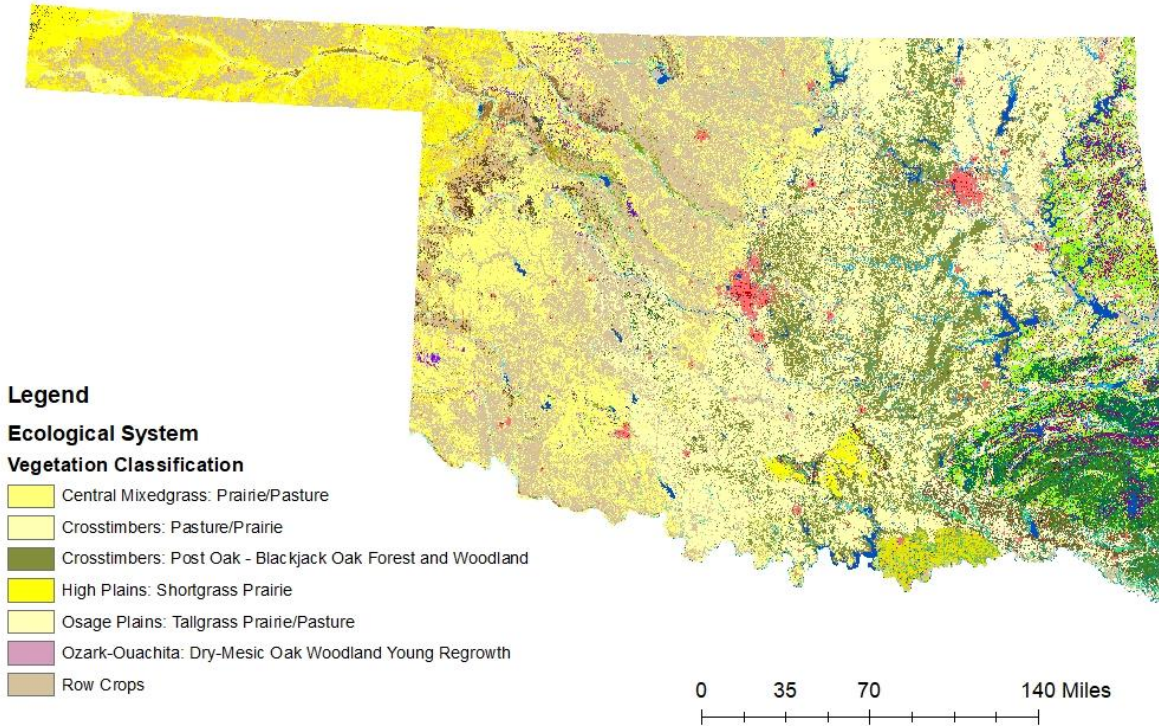 Legend
Ecological System
Vegetation Classification
Central Mixedgrass: Prairie/Pasture
Crosstimbers: Pasture/Prairie
Crosstimbers: Post Oak - Blackjack Oak Forest and Woodland
High Plains: Shortgrass Prairie
Osage Plains: Tallgrass Prairie/Pasture
Ozark-Ouachita: Dry-Mesic Oak Woodland Young Regrowth
Row Crops
0 35 70 140 Miles